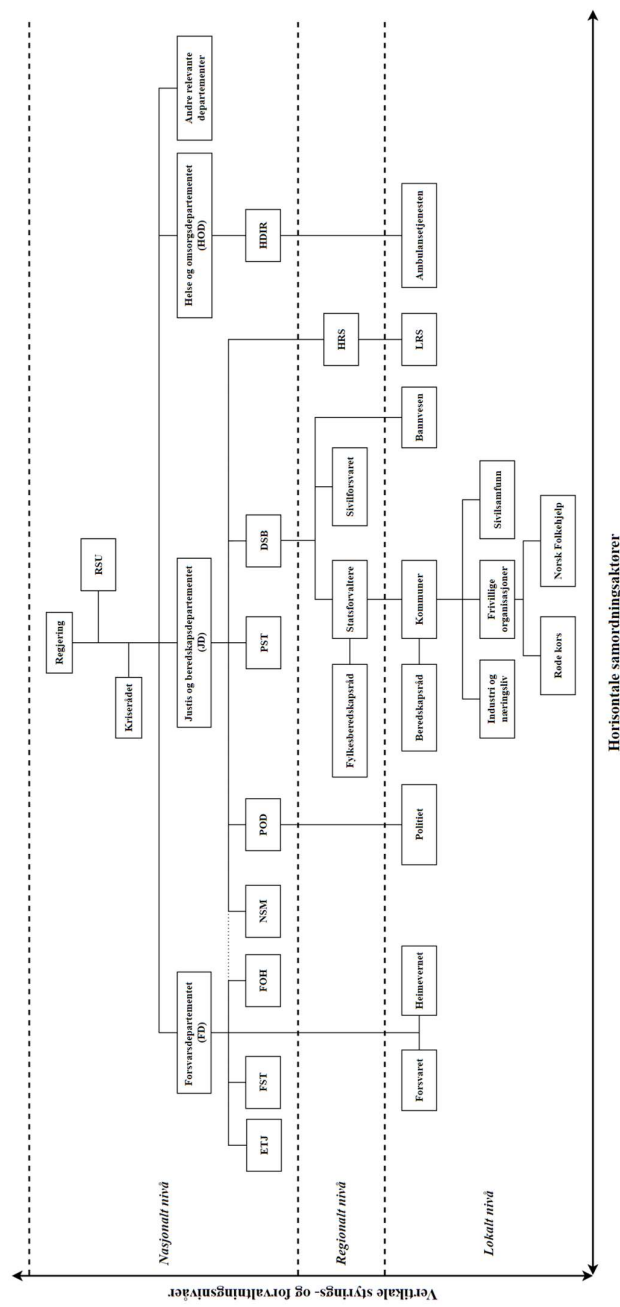 Regjering
RSU
Kriserådet
Forsvarsdepartementet
(FD)
Justis og beredskapsdepartementet
(JD)
Helse og omsorgsdepartementet
(HOD)
Andre relevante
departementer
Nasjonalt nivå
ETJ
FST
FOH
NSM
POD
PST
DSB
HDIR
Regionalt nivå
Fylkesberedskapsråd
Statsforvaltere
Sivilforsvaret
HRS
Lokalt nivå
Forsvaret
Heimevernet
Politiet
Beredskapsråd
Kommuner
Bannvesen
LRS
Ambulansetjenesten
Industri og
næringsliv
Frivillige
organisasjoner
Sivilsamfunn
Røde kors
Norsk Folkehjelp
Vertikale styrings- og forvaltningsnivåer
Horisontale samordningsaktorer